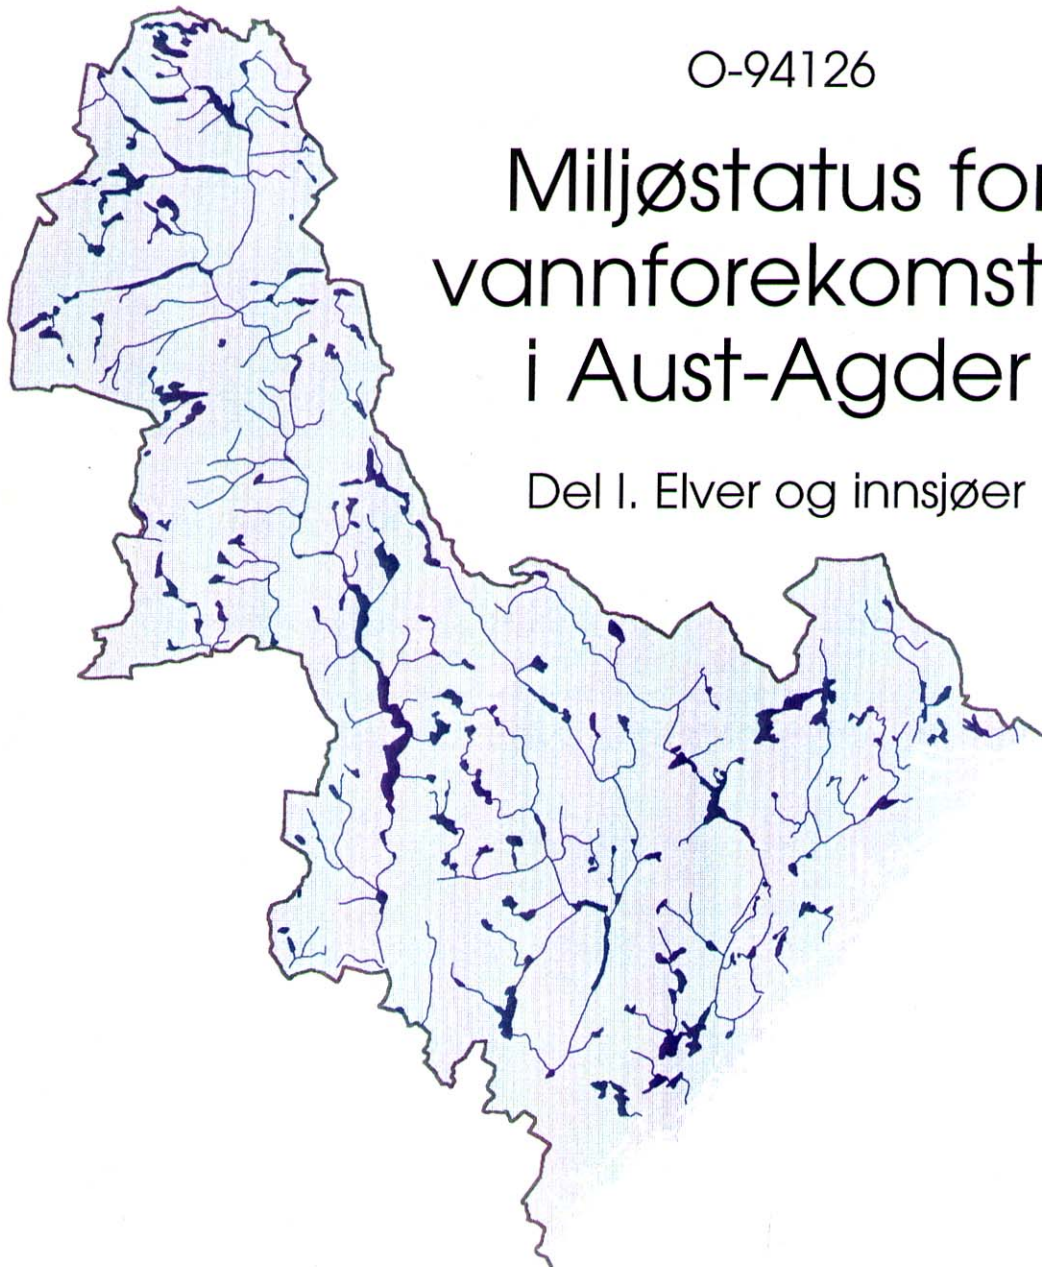 O-94126
Miljøstatus for
vannforekomst
i Aust-Agder
Del I. Elver og innsjøer